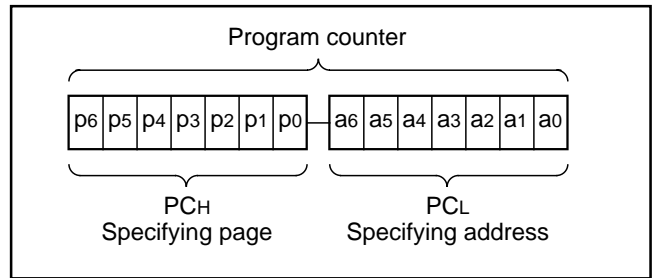 Program counter
p6 p5 p4 p3 p2 p1 p0 a6 a5 a4 a3 a2 a1 a0
PCH PCL
Specifying page Specifying address